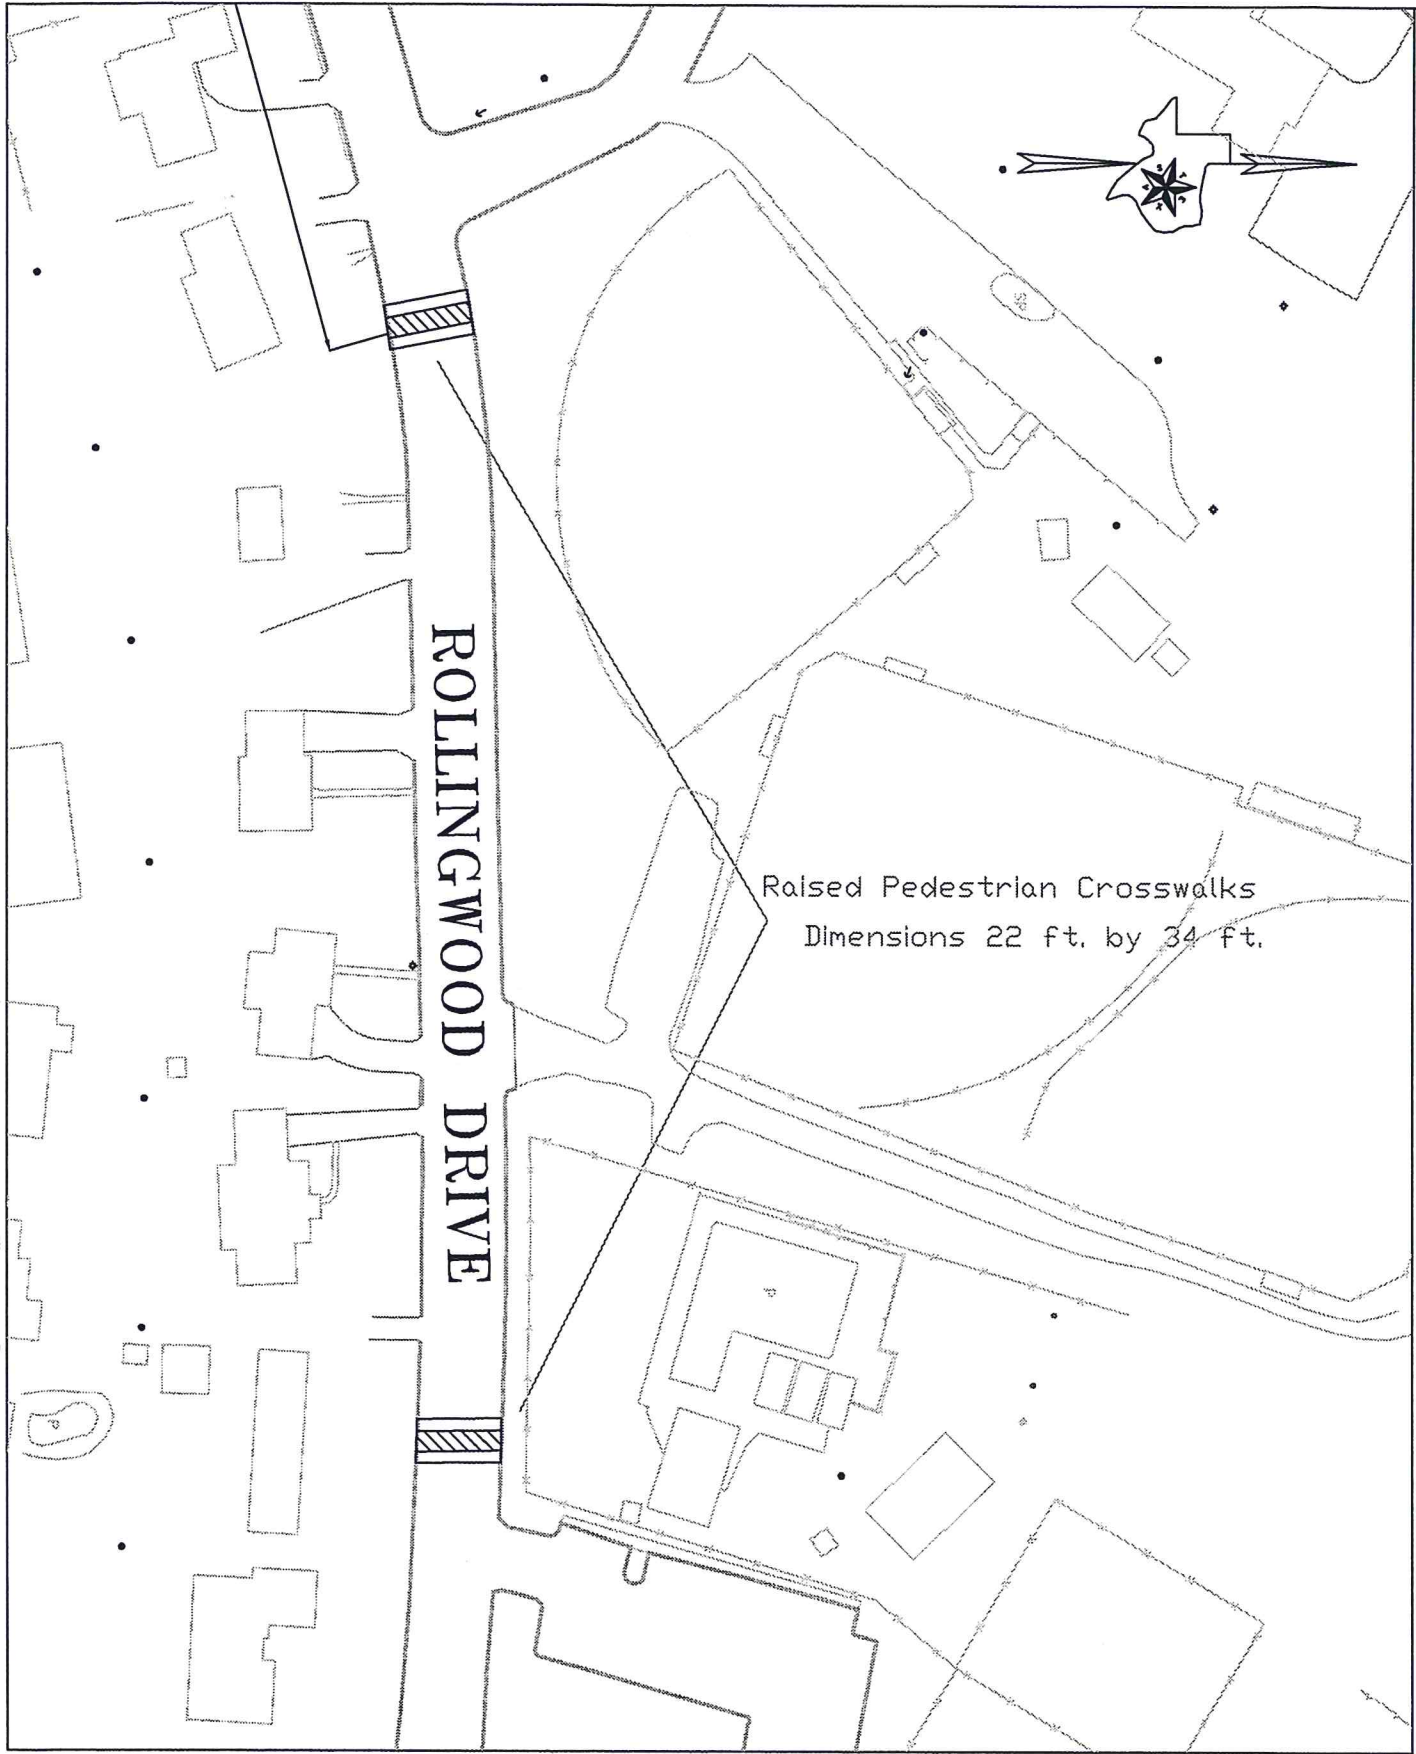 ROLLINGWOOD DRIVE
Raised Pedestrian Crosswalks
Dimensions 22 ft. by 34 ft.